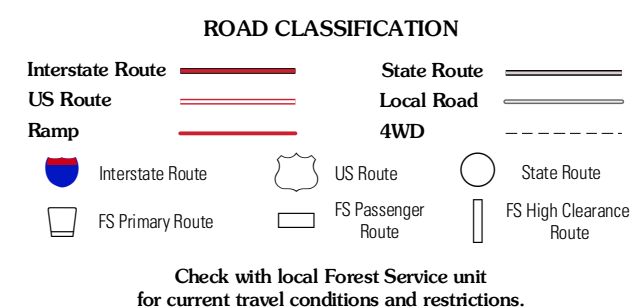 ROAD CLASSIFICATION
Interstate Route
State Route
US Route
Local Road
Ramp
4WD
Interstate Route
US Route
State Route
FS Primary Route
FS Passenger
Route
FS High Clearance
Route
Check with local Forest Service unit
for current travel conditions and restrictions.